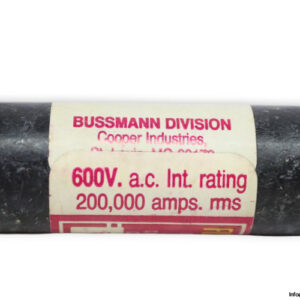 BUSSMANN DIVISION
Cooper Industries,
600V. a.c. Int. rating
200,000 amps. rms